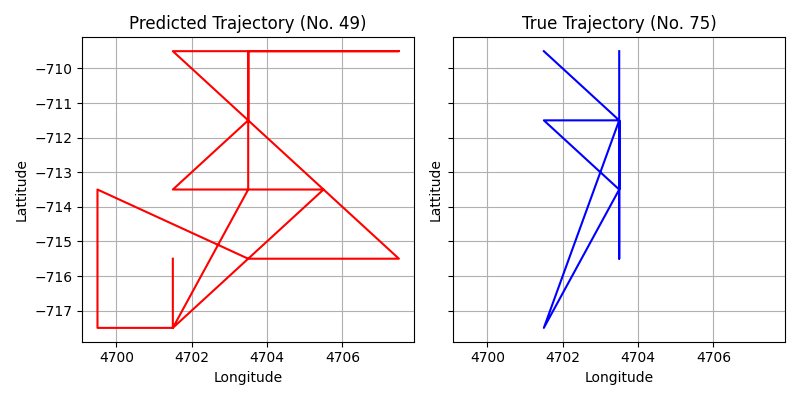 Predicted Trajectory (No. 49)
True Trajectory (No. 75)
−710
−711
−712
−713
−714
−715
−716
−717
Lattitude
Lattitude
4700
4702
4704
4706
4700
4702
4704
4706
Longitude
Longitude